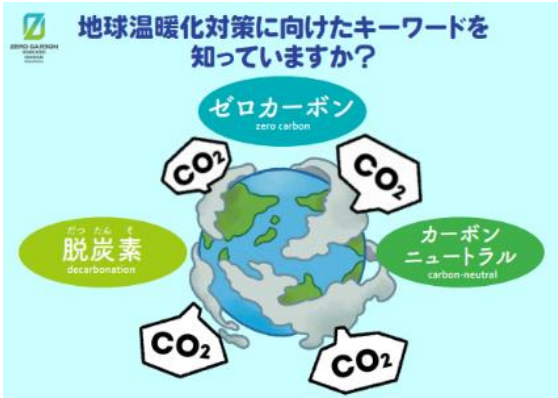 地球温暖化対策に向けたキーワードを
知っていますか?
ZERO CARBON
ゼロカーボン
zero carbon
CO2
CO2
だつ たん そ
脱炭素
decarbonation
カーボン
ニュートラル
carbon-neutral
CO2
CO2